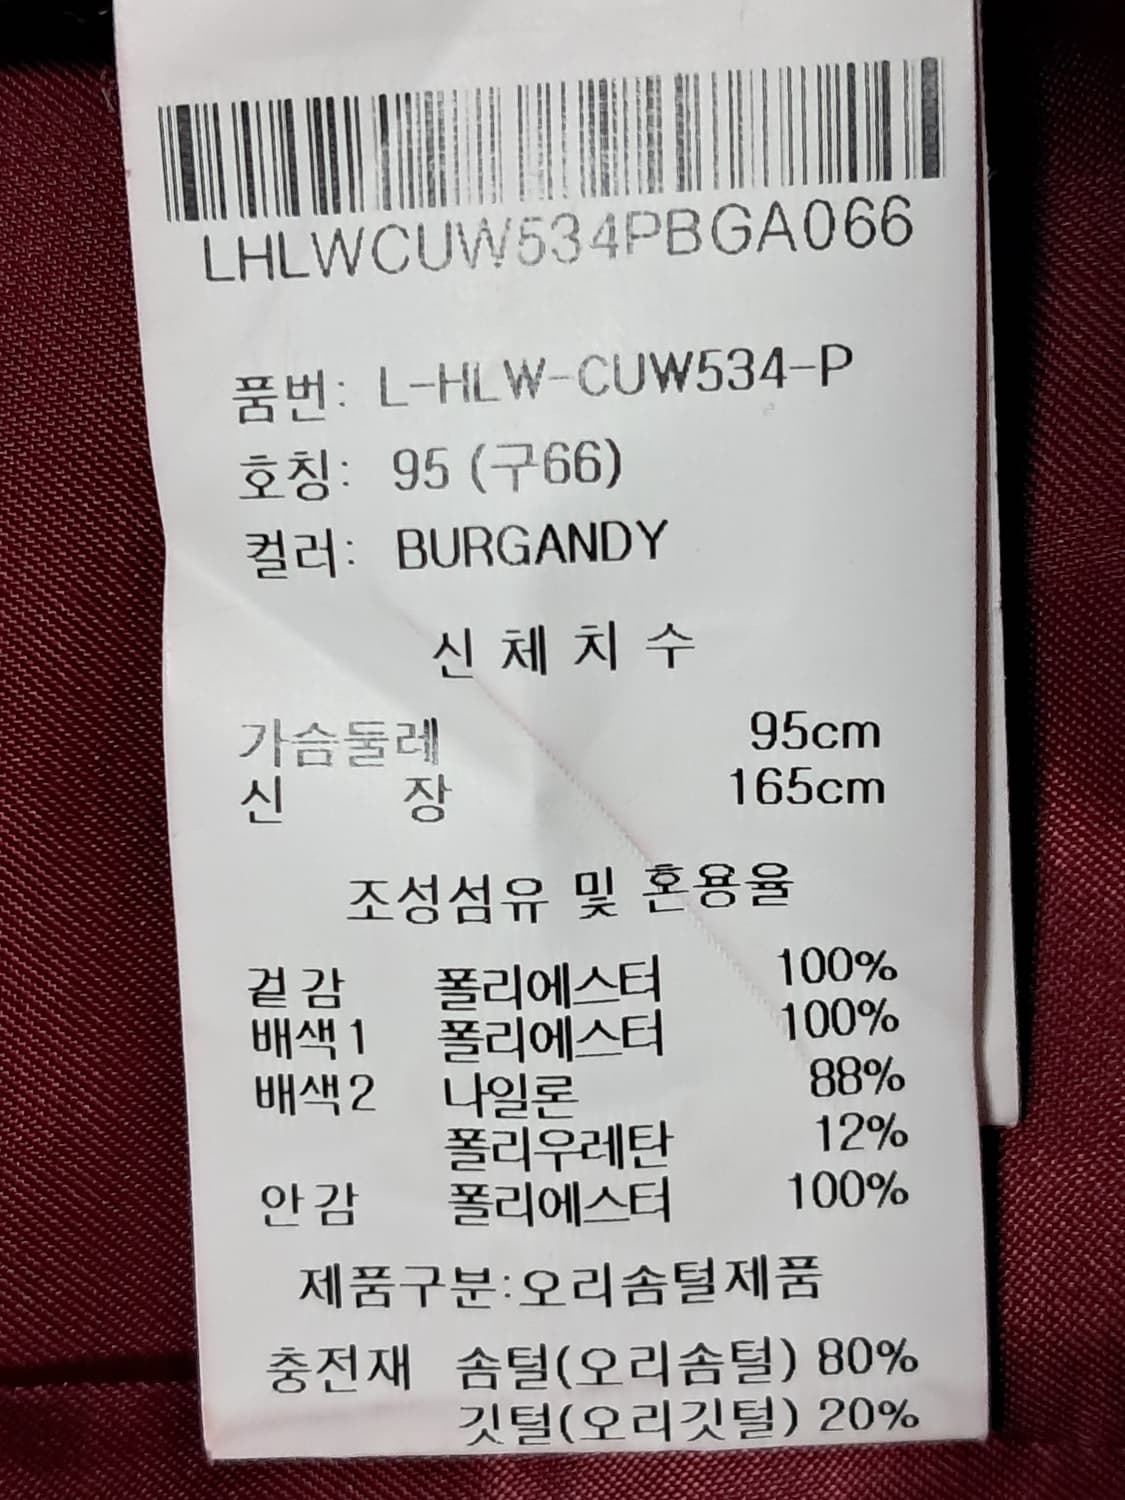 LHLWCUW534PBGA066
품번: L-HLW-CUW534-P
호칭: 95 (구66)
컬러: BURGANDY
신 체 치 수
가슴둘레 95cm
신 장 165cm
조성섬유 및 혼용율
겉감 폴리에스터 100%
배색1 폴리에스터 100%
배색2 나일론 88%
폴리우레탄 12%
안감 폴리에스터 100%
제품구분:오리솜털제품
충전재 솜털(오리솜털) 80%
깃털(오리깃털) 20%